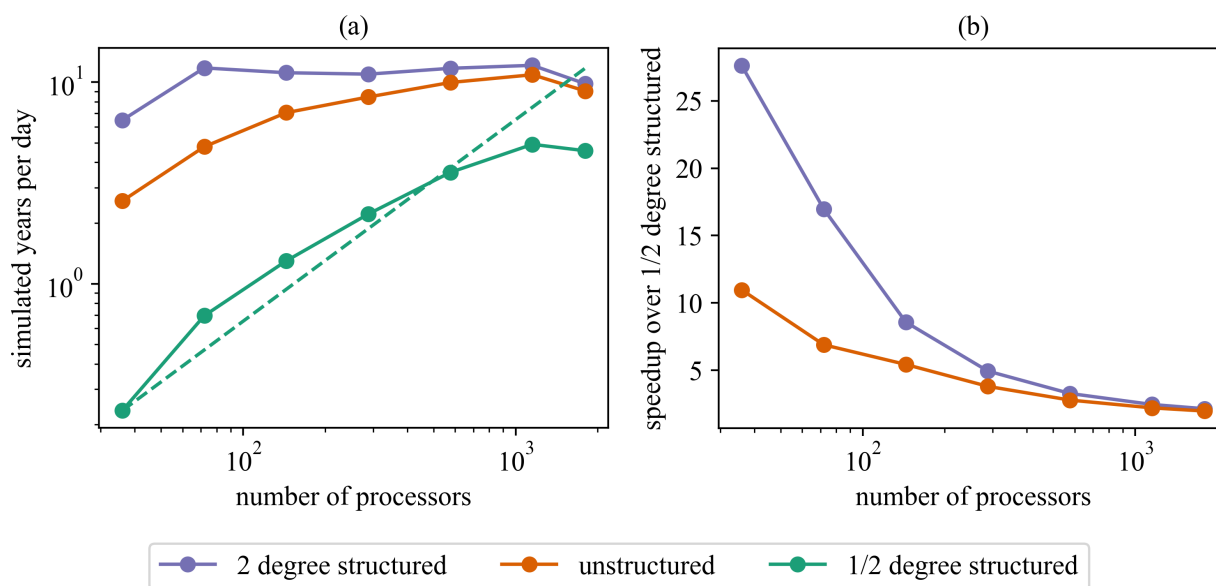 (a)
simulated years per day
10¹
10⁰
10²
10³
number of processors
(b)
speedup over 1/2 degree structured
25
20
15
10
5
10²
10³
number of processors
2 degree structured
unstructured
1/2 degree structured